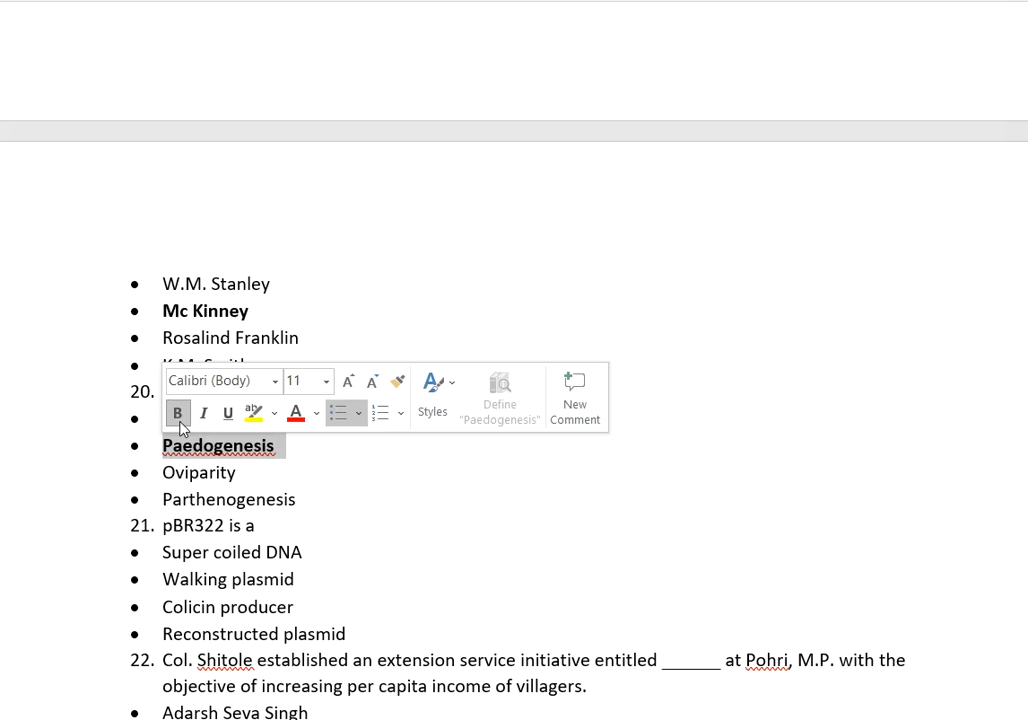 W.M. Stanley
Mc Kinney
Rosalind Franklin
20.
Calibri (Body) 11
B I U ab A Styles Define "Paedogenesis" New Comment
Paedogenesis
Oviparity
Parthenogenesis
21. pBR322 is a
Super coiled DNA
Walking plasmid
Colicin producer
Reconstructed plasmid
22. Col. Shitole established an extension service initiative entitled ______ at Pohri, M.P. with the
objective of increasing per capita income of villagers.
Adarsh Seva Singh